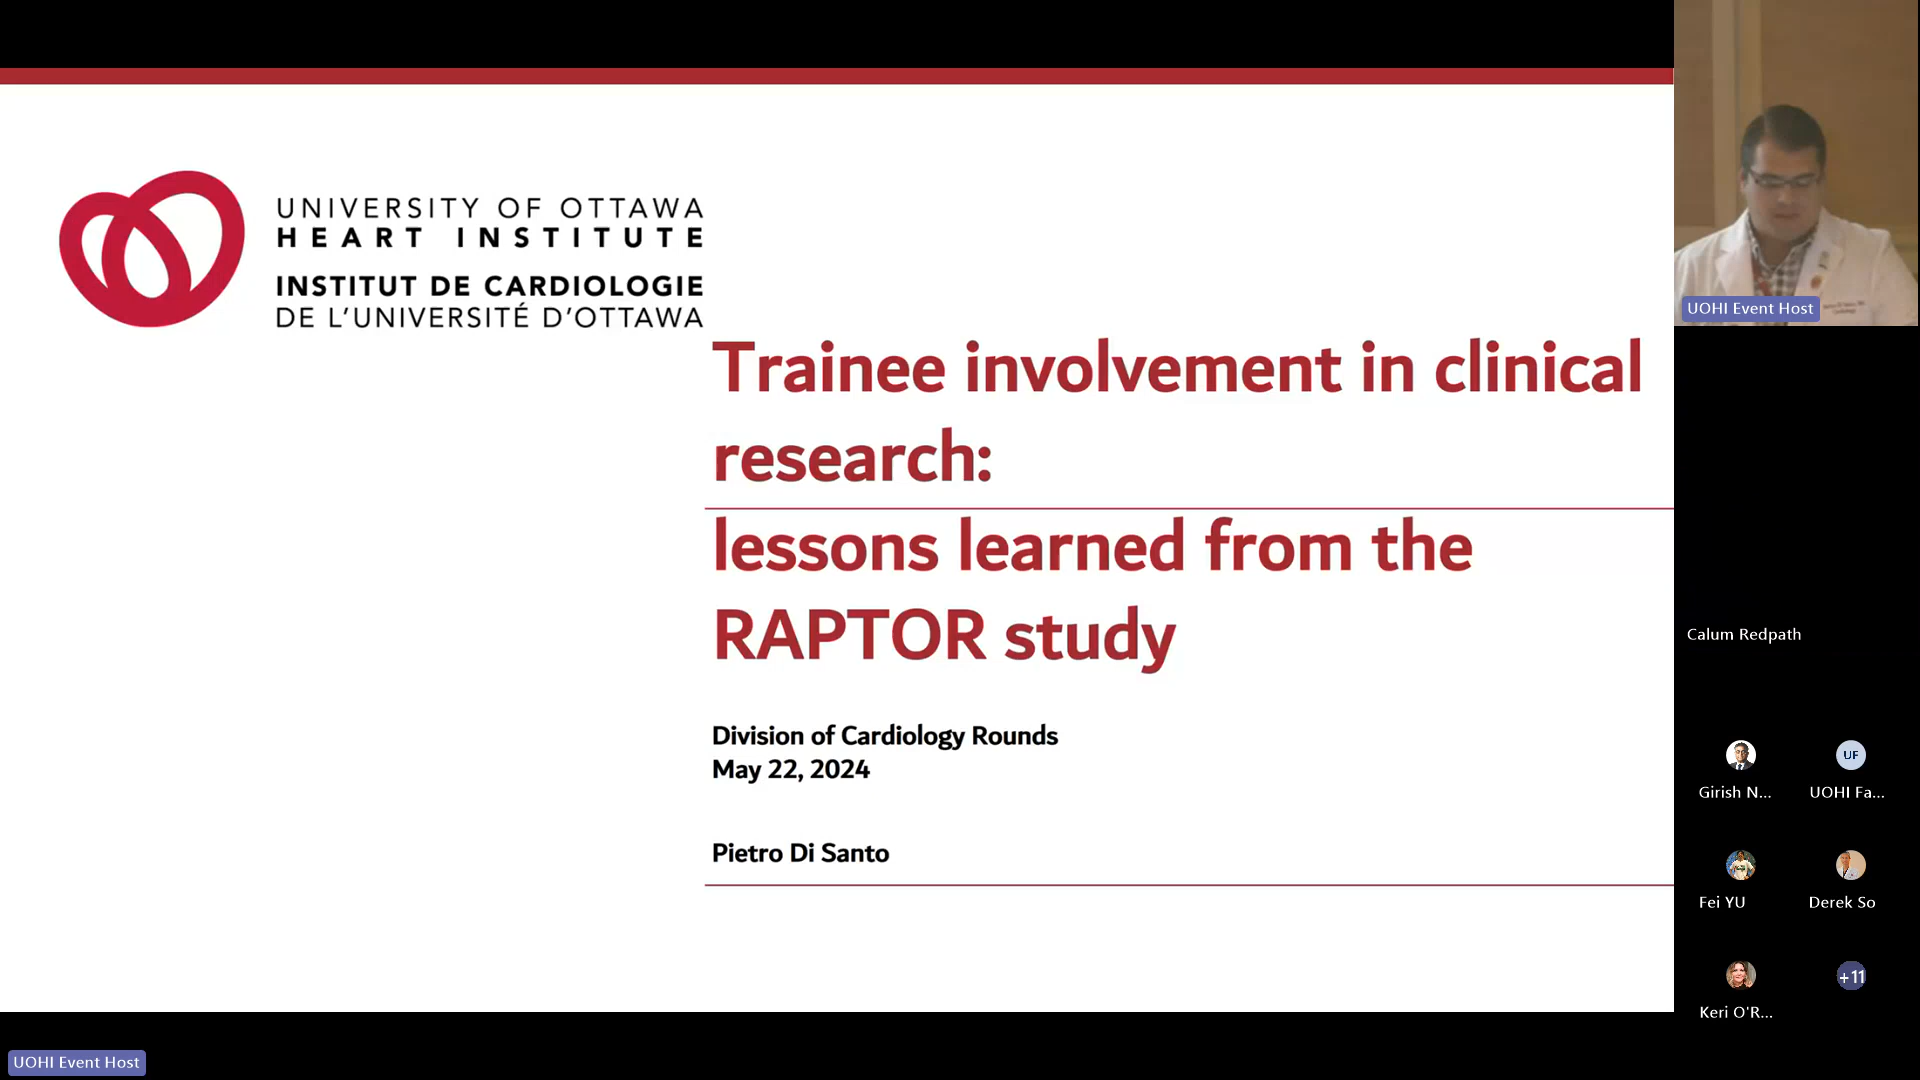 UNIVERSITY OF OTTAWA
HEART INSTITUTE
INSTITUT DE CARDIOLOGIE
DE L'UNIVERSITÉ D'OTTAWA
Trainee involvement in clinical
research:
lessons learned from the
RAPTOR study
Division of Cardiology Rounds
May 22, 2024
Pietro Di Santo
UOHI Event Host
Calum Redpath
Girish N...
UF
UOHI Fa...
Fei YU
Derek So
Keri O'R...
+11
UOHI Event Host